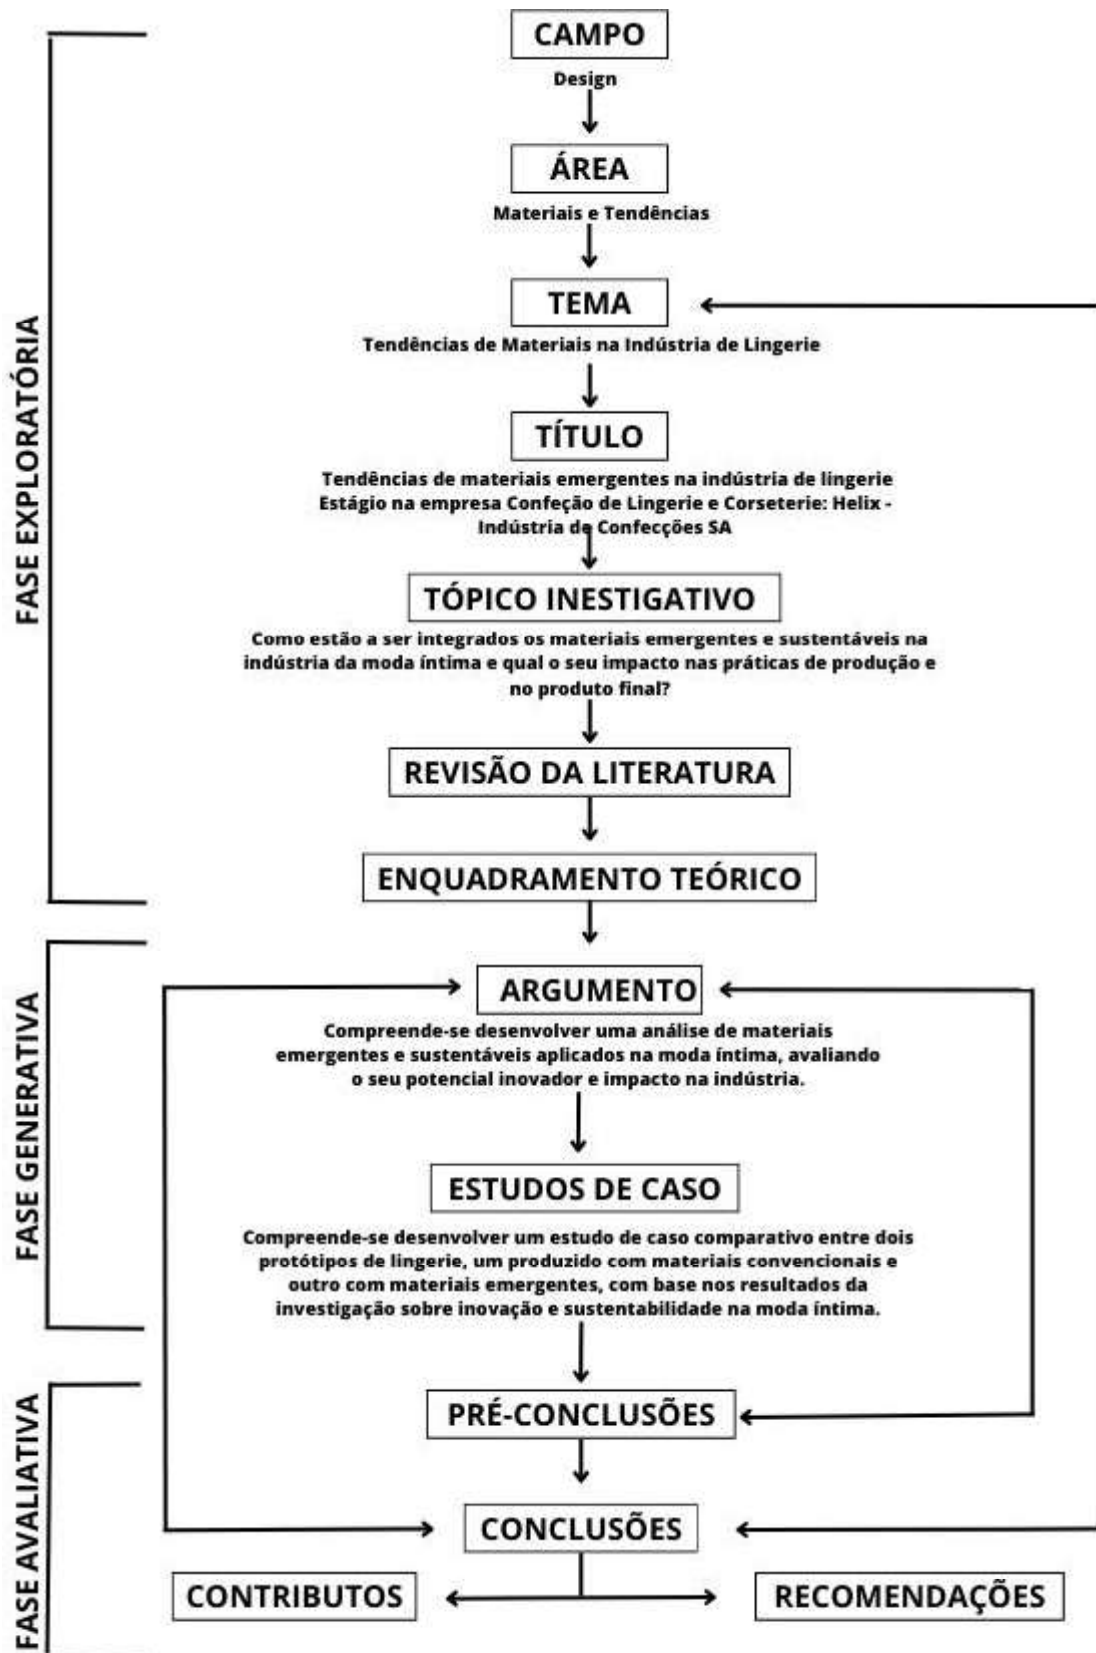 CAMPO
Design
ÁREA
Materiais e Tendências
TEMA
Tendências de Materiais na Indústria de Lingerie
TÍTULO
Tendências de materiais emergentes na indústria de lingerie
Estágio na empresa Confeção de Lingerie e Corseterie: Helix -
Indústria de Confecções SA
TÓPICO INESTIGATIVO
Como estão a ser integrados os materiais emergentes e sustentáveis na
indústria da moda íntima e qual o seu impacto nas práticas de produção e
no produto final?
REVISÃO DA LITERATURA
ENQUADRAMENTO TEÓRICO
FASE EXPLORATÓRIA
ARGUMENTO
Compreende-se desenvolver uma análise de materiais
emergentes e sustentáveis aplicados na moda íntima, avaliando
o seu potencial inovador e impacto na indústria.
ESTUDOS DE CASO
Compreende-se desenvolver um estudo de caso comparativo entre dois
protótipos de lingerie, um produzido com materiais convencionais e
outro com materiais emergentes, com base nos resultados da
investigação sobre inovação e sustentabilidade na moda íntima.
FASE GENERATIVA
PRÉ-CONCLUSÕES
CONCLUSÕES
CONTRIBUTOS
RECOMENDAÇÕES
FASE AVALIATIVA